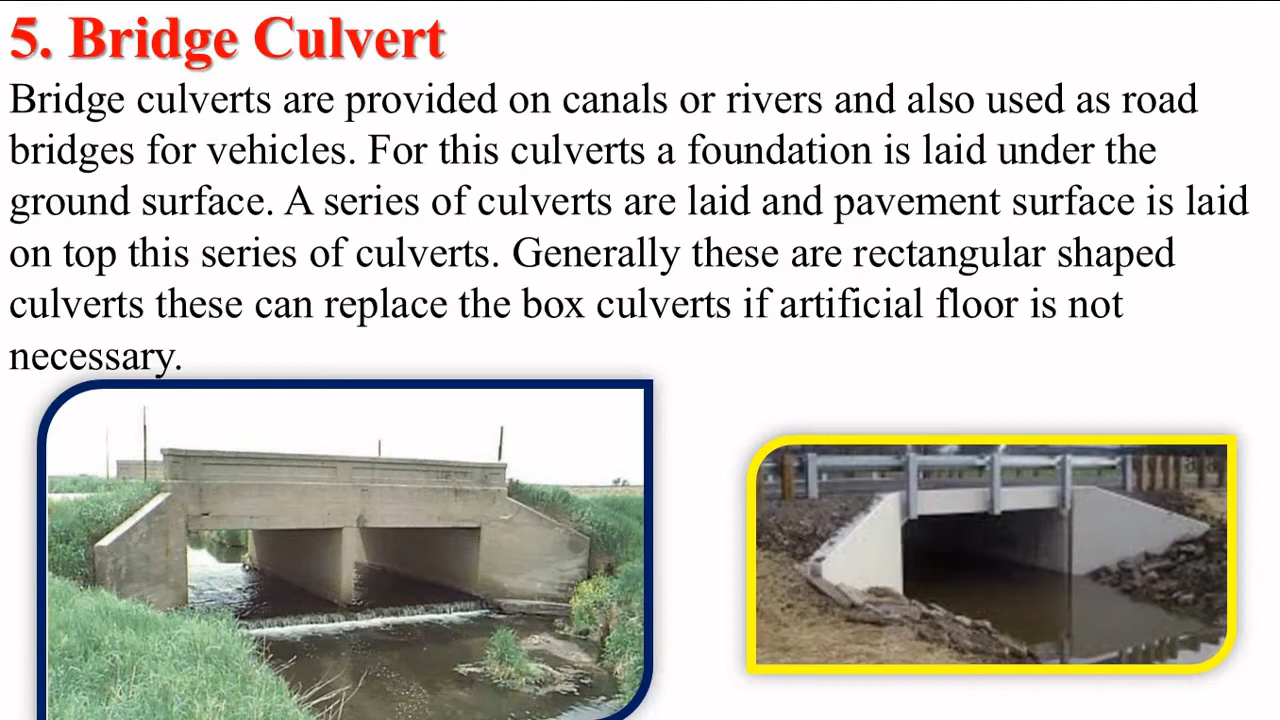 5. Bridge Culvert
Bridge culverts are provided on canals or rivers and also used as road
bridges for vehicles. For this culverts a foundation is laid under the
ground surface. A series of culverts are laid and pavement surface is laid
on top this series of culverts. Generally these are rectangular shaped
culverts these can replace the box culverts if artificial floor is not
necessary.